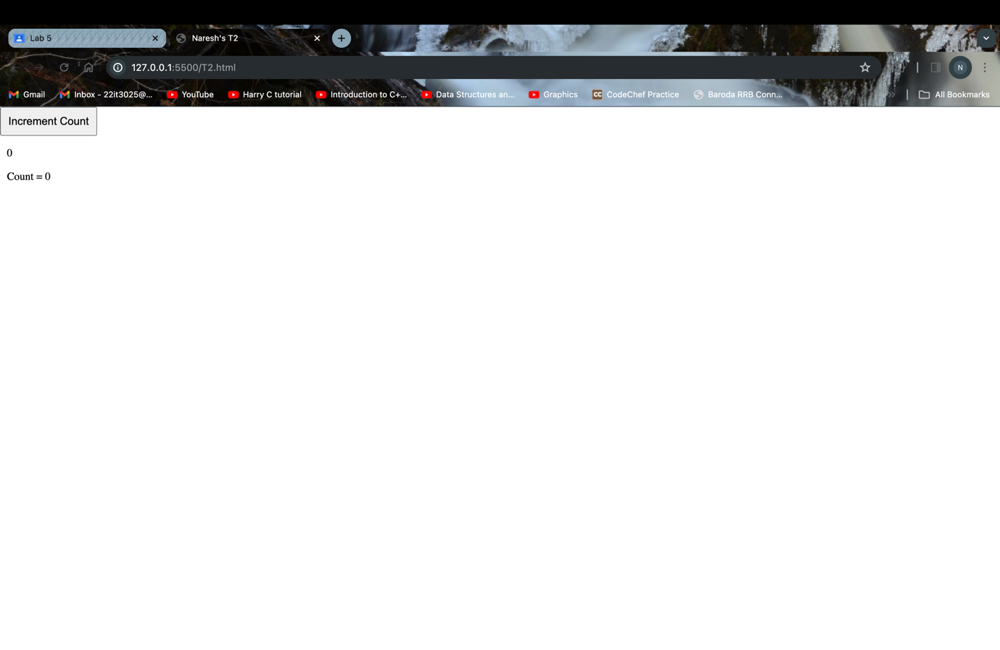 Lab 5
Naresh's T2
127.0.0.1:5500/T2.html
N
Gmail
Inbox - 22it3025@...
YouTube
Harry C tutorial
Introduction to C+...
Data Structures an...
Graphics
CC CodeChef Practice
Baroda RRB Conn...
All Bookmarks
Increment Count
0
Count = 0